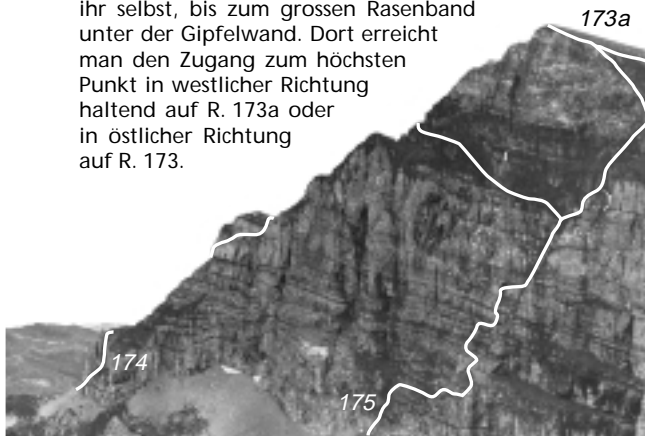 ihr selbst, bis zum grossen Rasenband
unter der Gipfelwand. Dort erreicht
man den Zugang zum höchsten
Punkt in westlicher Richtung
haltend auf R. 173a oder
in östlicher Richtung
auf R. 173.
173a
174
175